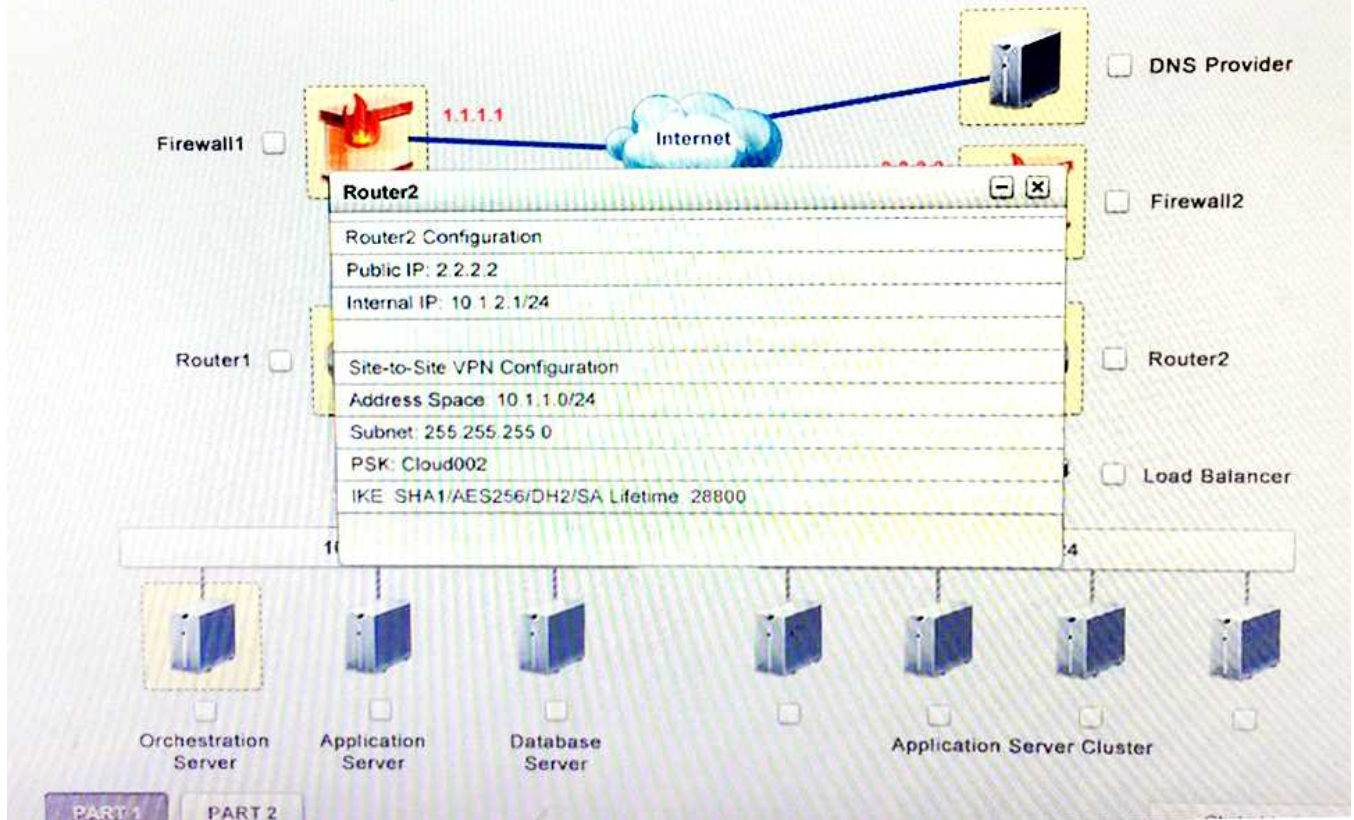 DNS Provider
1.1.1.1
Firewall1
Internet
Router2
Firewall2
Router2 Configuration
Public IP: 2.2.2.2
Internal IP: 10.1.2.1/24
Router1
Router2
Site-to-Site VPN Configuration
Address Space: 10.1.1.0/24
Subnet: 255.255.255.0
PSK: Cloud002
IKE: SHA1/AES256/DH2/SA Lifetime: 28800
Load Balancer
Orchestration
Server
Application
Server
Database
Server
Application Server Cluster
PART 1
PART 2